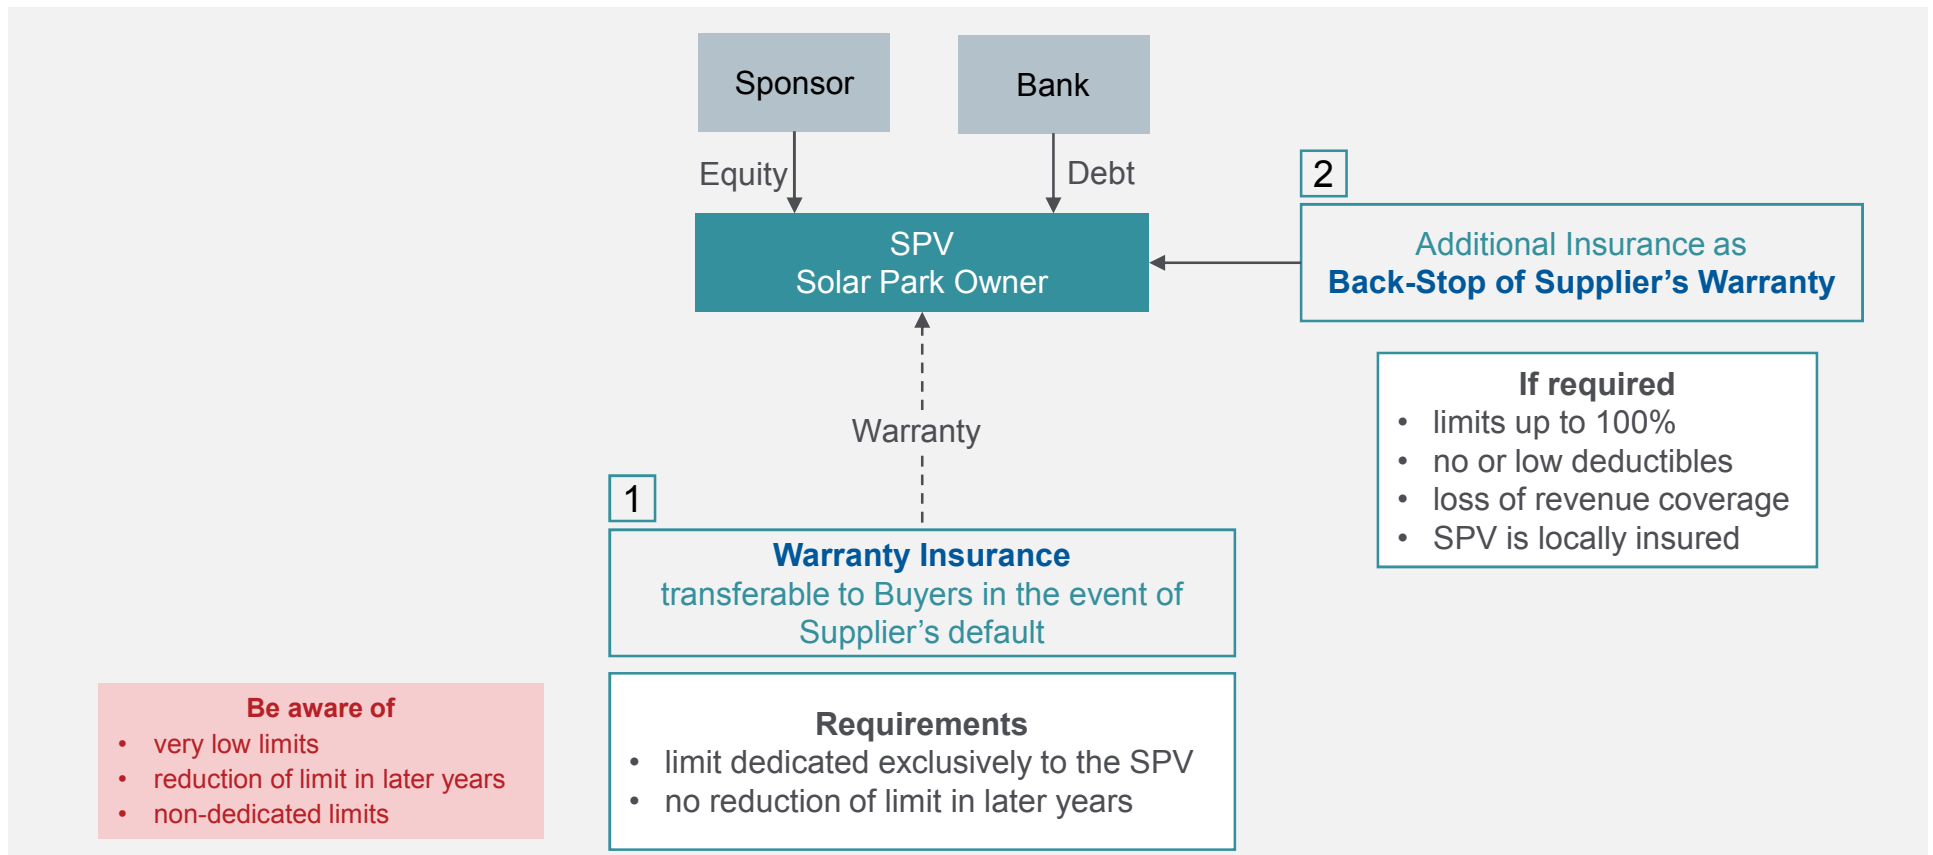 Sponsor
Bank
Equity
Debt
SPV
Solar Park Owner
2
Additional Insurance as
Back-Stop of Supplier’s Warranty
If required
• limits up to 100%
• no or low deductibles
• loss of revenue coverage
• SPV is locally insured
Warranty
1
Warranty Insurance
transferable to Buyers in the event of
Supplier’s default
Requirements
• limit dedicated exclusively to the SPV
• no reduction of limit in later years
Be aware of
• very low limits
• reduction of limit in later years
• non-dedicated limits